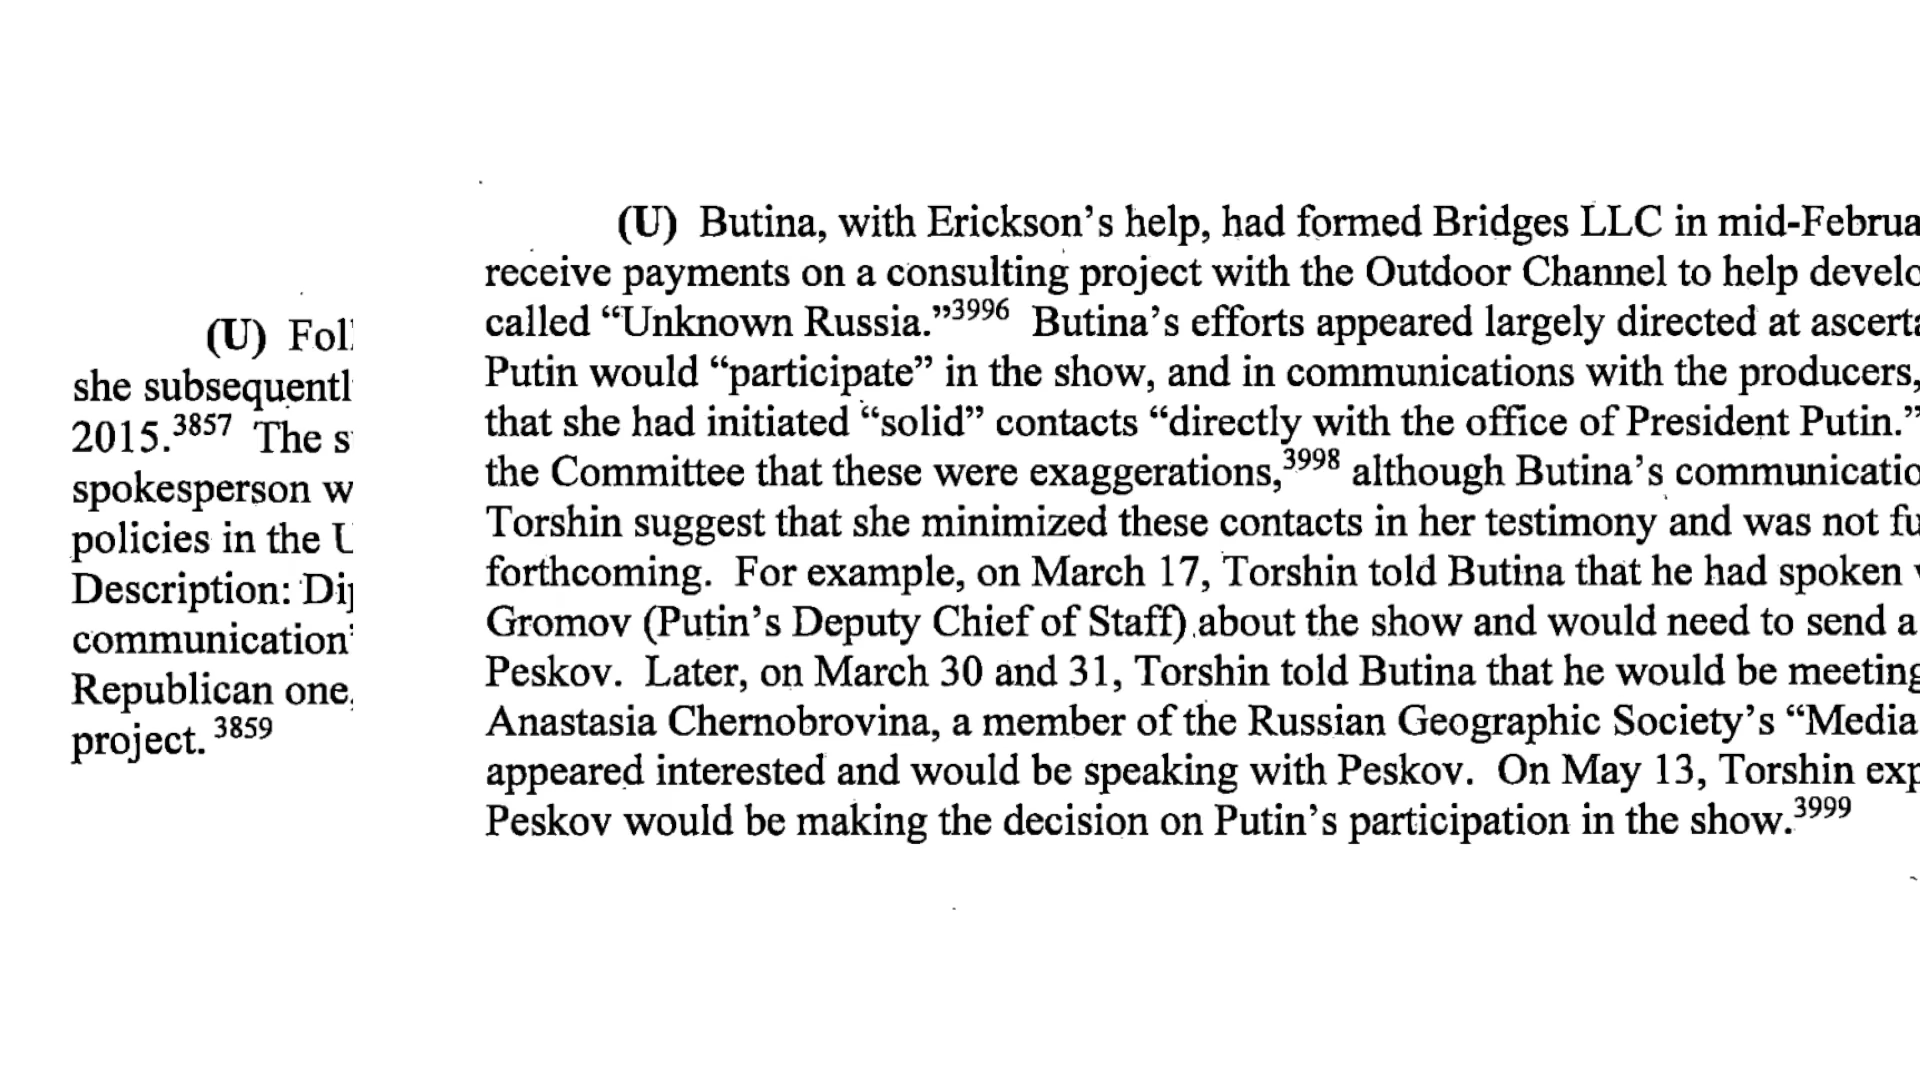 (U) Fol
she subsequentl
2015.3857 The s
spokesperson w
policies in the
Description:
communication
Republican one,
project. 3859
(U) Butina, with Erickson’s help, had formed Bridges LLC in mid-Februa
receive payments on a consulting project with the Outdoor Channel to help develo
called “Unknown Russia.”3996 Butina’s efforts appeared largely directed at ascerta
Putin would “participate” in the show, and in communications with the producers,
that she had initiated “solid” contacts “directly with the office of President Putin.”
the Committee that these were exaggerations,3998 although Butina’s communicatio
Torshin suggest that she minimized these contacts in her testimony and was not fu
forthcoming. For example, on March 17, Torshin told Butina that he had spoken
Gromov (Putin’s Deputy Chief of Staff) about the show and would need to send a
Peskov. Later, on March 30 and 31, Torshin told Butina that he would be meeting
Anastasia Chernobrovina, a member of the Russian Geographic Society’s “Media
appeared interested and would be speaking with Peskov. On May 13, Torshin exp
Peskov would be making the decision on Putin’s participation in the show.3999